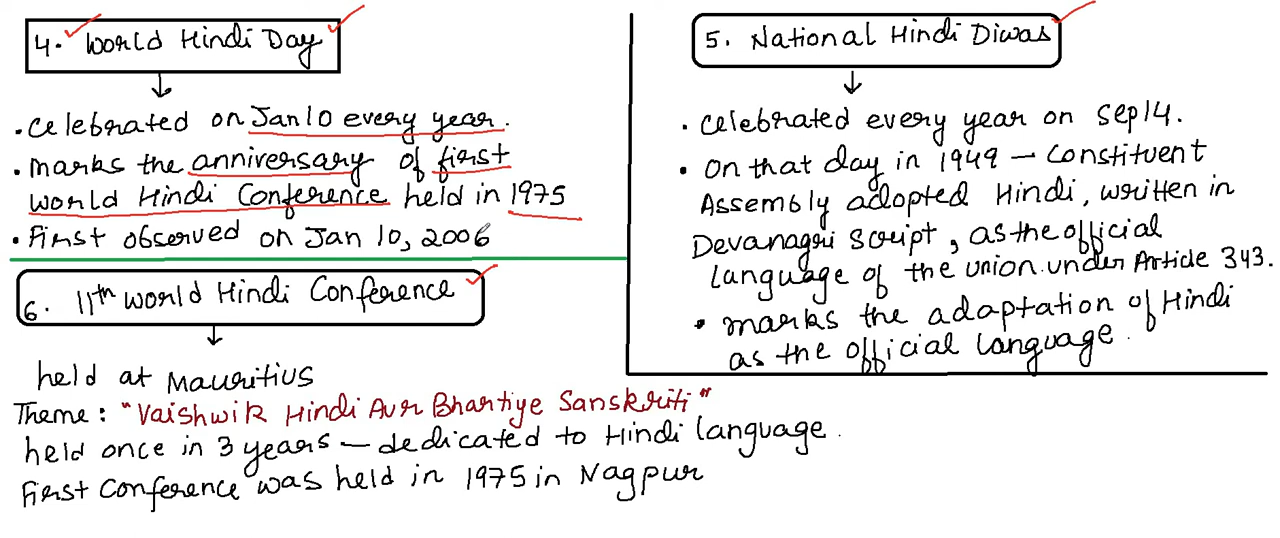 4. World Hindi Day
• Celebrated on Jan 10 every year.
• marks the anniversary of first
world Hindi Conference held in 1975
• First observed on Jan 10, 2006
5. National Hindi Diwas
• Celebrated every year on Sep 14.
• On that day in 1949 – Constituent
Assembly adopted Hindi, written in
Devanagri Script, as the official
language of the union under Article 343.
• marks the adaptation of Hindi
as the official language.
6. 11th world Hindi Conference
held at Mauritius
Theme: "Vaishwik Hindi Aur Bhartiye Sanskriti"
held once in 3 years – dedicated to Hindi language.
First Conference was held in 1975 in Nagpur